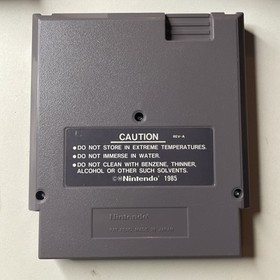 CAUTION REV-A
●DO NOT STORE IN EXTREME TEMPERATURES.
●DO NOT IMMERSE IN WATER.
●DO NOT CLEAN WITH BENZENE, THINNER,
ALCOHOL OR OTHER SUCH SOLVENTS.
©®Nintendo 1985
Nintendo